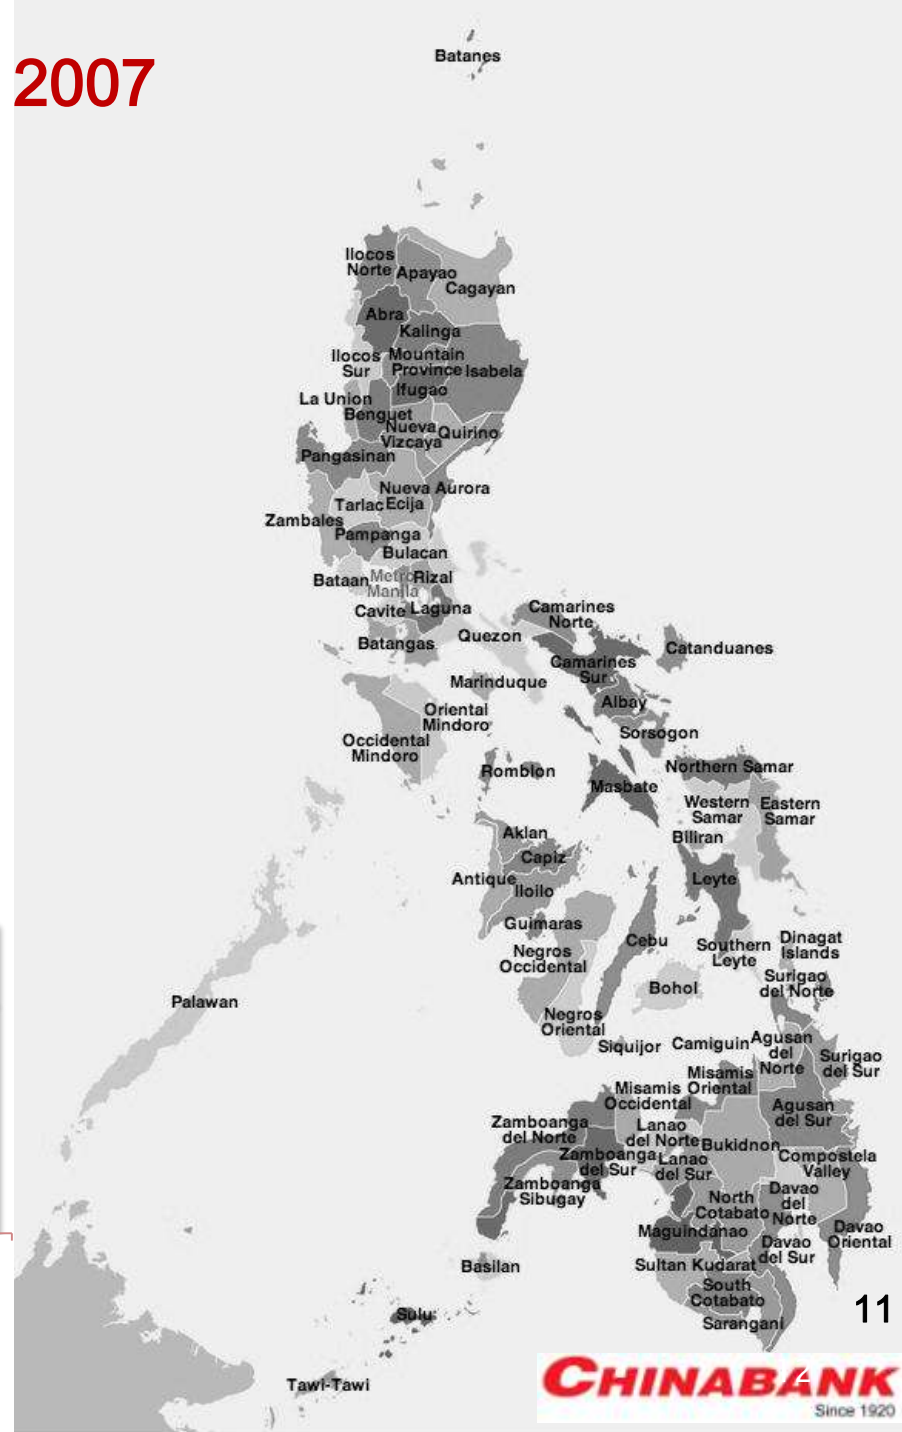 Batanes
2007
Ilocos
Norte
Apayao
Cagayan
Abra
Kalinga
Ilocos
Sur
Mountain
Province
Isabela
Ifugao
La Union
Benguet
Nueva
Vizcaya
Quirino
Pangasinan
Nueva
Ecija
Aurora
Tarlac
Zambales
Pampanga
Bulacan
Bataan
Metro
Manila
Rizal
Cavite
Laguna
Batangas
Quezon
Camarines
Norte
Catanduanes
Camarines
Sur
Marinduque
Albay
Oriental
Mindoro
Sorsogon
Occidental
Mindoro
Romblon
Masbate
Northern Samar
Western
Samar
Eastern
Samar
Biliran
Aklan
Capiz
Antique
Iloilo
Leyte
Guimaras
Negros
Occidental
Cebu
Southern
Leyte
Dinagat
Islands
Surigao
del Norte
Bohol
Palawan
Negros
Oriental
Siquijor
Camiguin
Agusan
del
Norte
Surigao
del Sur
Misamis
Oriental
Misamis
Occidental
Agusan
del Sur
Zamboanga
del Norte
Lanao
del Norte
Bukidnon
Zamboanga
del Sur
Lanao
del Sur
Compostela
Valley
Zamboanga
Sibugay
North
Cotabato
Davao
del
Norte
Maguindanao
Davao
Oriental
Davao
del Sur
Basilan
Sultan Kudarat
South
Cotabato
Sarangani
Sulu
11
Tawi-Tawi
2
CHINABANK
Since 1920